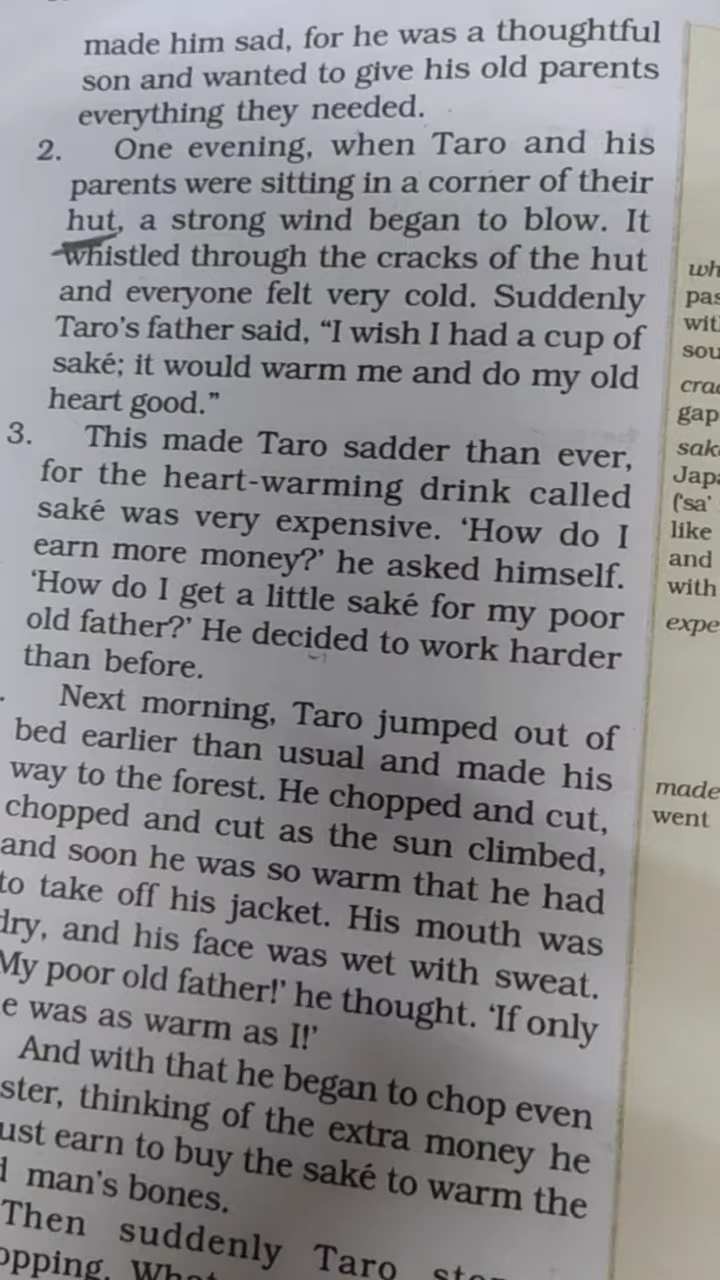 made him sad, for he was a thoughtful
son and wanted to give his old parents
everything they needed.
2. One evening, when Taro and his
parents were sitting in a corner of their
hut, a strong wind began to blow. It
whistled through the cracks of the hut
and everyone felt very cold. Suddenly
Taro's father said, “I wish I had a cup of
saké; it would warm me and do my old
heart good.”
3. This made Taro sadder than ever,
for the heart-warming drink called
saké was very expensive. ‘How do I
earn more money?’ he asked himself.
‘How do I get a little saké for my poor
old father?’ He decided to work harder
than before.
Next morning, Taro jumped out of
bed earlier than usual and made his
way to the forest. He chopped and cut,
chopped and cut as the sun climbed,
and soon he was so warm that he had
to take off his jacket. His mouth was
dry, and his face was wet with sweat.
My poor old father!’ he thought. ‘If only
e was as warm as I!’
And with that he began to chop even
ster, thinking of the extra money he
ust earn to buy the saké to warm the
man's bones.
Then suddenly Taro
opping.
wh
pas
with
sou
crac
gap
sak
Jap
(‘sa’
like
and
with
expe
made
went